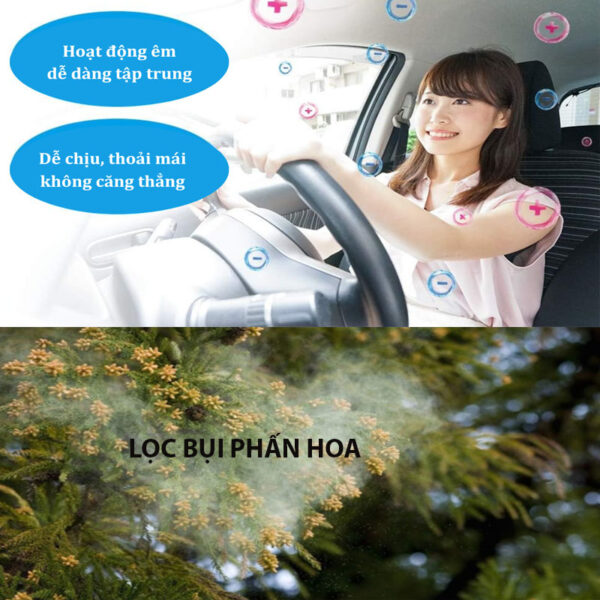 Hoạt động êm
dễ dàng tập trung
Dễ chịu, thoải mái
không căng thẳng
LỌC BỤI PHẤN HOA